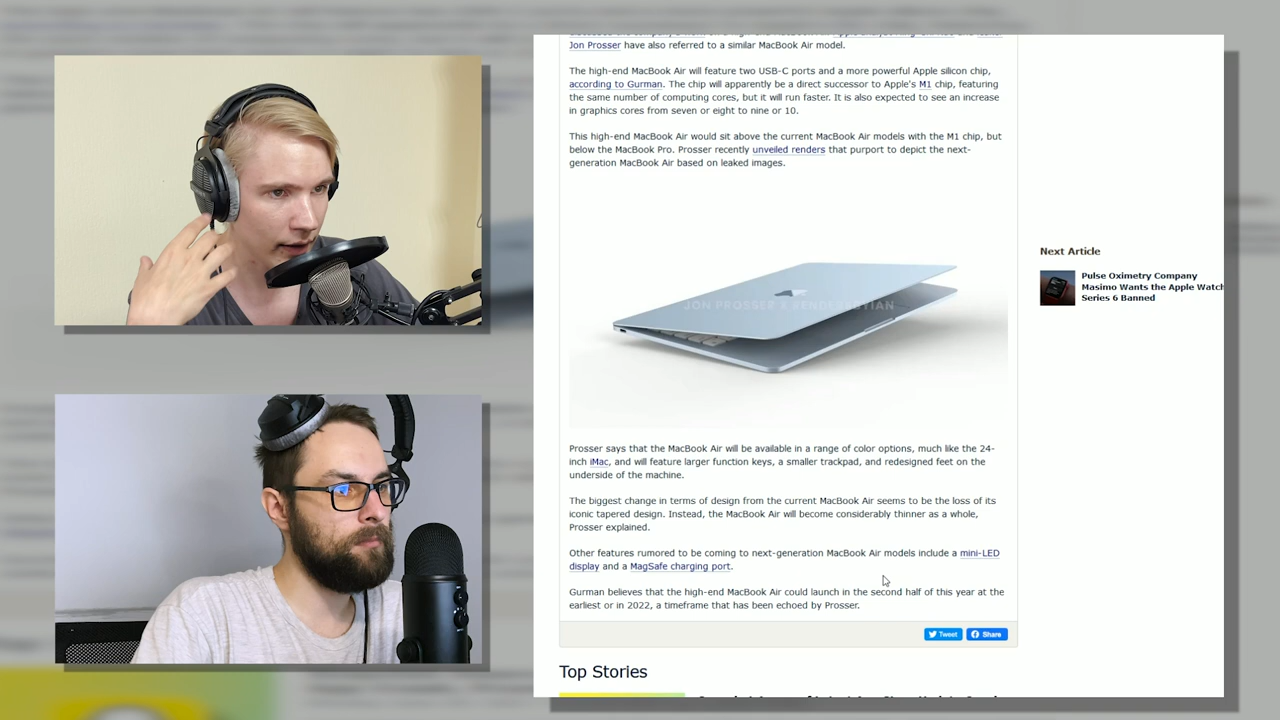 Jon Prosser have also referred to a similar MacBook Air model.
The high-end MacBook Air will feature two USB-C ports and a more powerful Apple silicon chip,
according to Gurman. The chip will apparently be a direct successor to Apple's M1 chip, featuring
the same number of computing cores, but it will run faster. It is also expected to see an increase
in graphics cores from seven or eight to nine or 10.
This high-end MacBook Air would sit above the current MacBook Air models with the M1 chip, but
below the MacBook Pro. Prosser recently unveiled renders that purport to depict the next-
generation MacBook Air based on leaked images.
JON PROSSER X RENDERSBYIAN
Prosser says that the MacBook Air will be available in a range of color options, much like the 24-
inch iMac, and will feature larger function keys, a smaller trackpad, and redesigned feet on the
underside of the machine.
The biggest change in terms of design from the current MacBook Air seems to be the loss of its
iconic tapered design. Instead, the MacBook Air will become considerably thinner as a whole,
Prosser explained.
Other features rumored to be coming to next-generation MacBook Air models include a mini-LED
display and a MagSafe charging port.
Gurman believes that the high-end MacBook Air could launch in the second half of this year at the
earliest or in 2022, a timeframe that has been echoed by Prosser.
Tweet
Share
Top Stories
Next Article
Pulse Oximetry Company
Masimo Wants the Apple Watch
Series 6 Banned